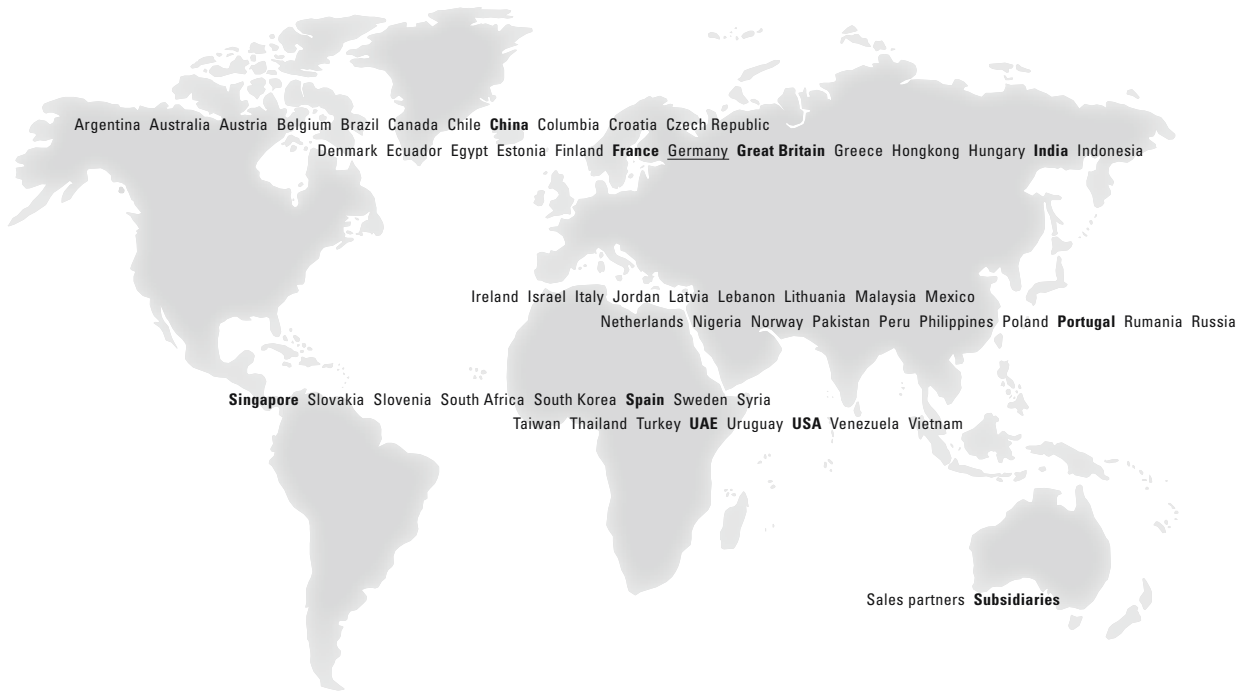 Argentina Australia Austria Belgium Brazil Canada Chile China Columbia Croatia Czech Republic
Denmark Ecuador Egypt Estonia Finland France Germany Great Britain Greece Hongkong Hungary India Indonesia
Ireland Israel Italy Jordan Latvia Lebanon Lithuania Malaysia Mexico
Netherlands Nigeria Norway Pakistan Peru Philippines Poland Portugal Rumania Russia
Singapore Slovakia Slovenia South Africa South Korea Spain Sweden Syria
Taiwan Thailand Turkey UAE Uruguay USA Venezuela Vietnam
Sales partners Subsidiaries